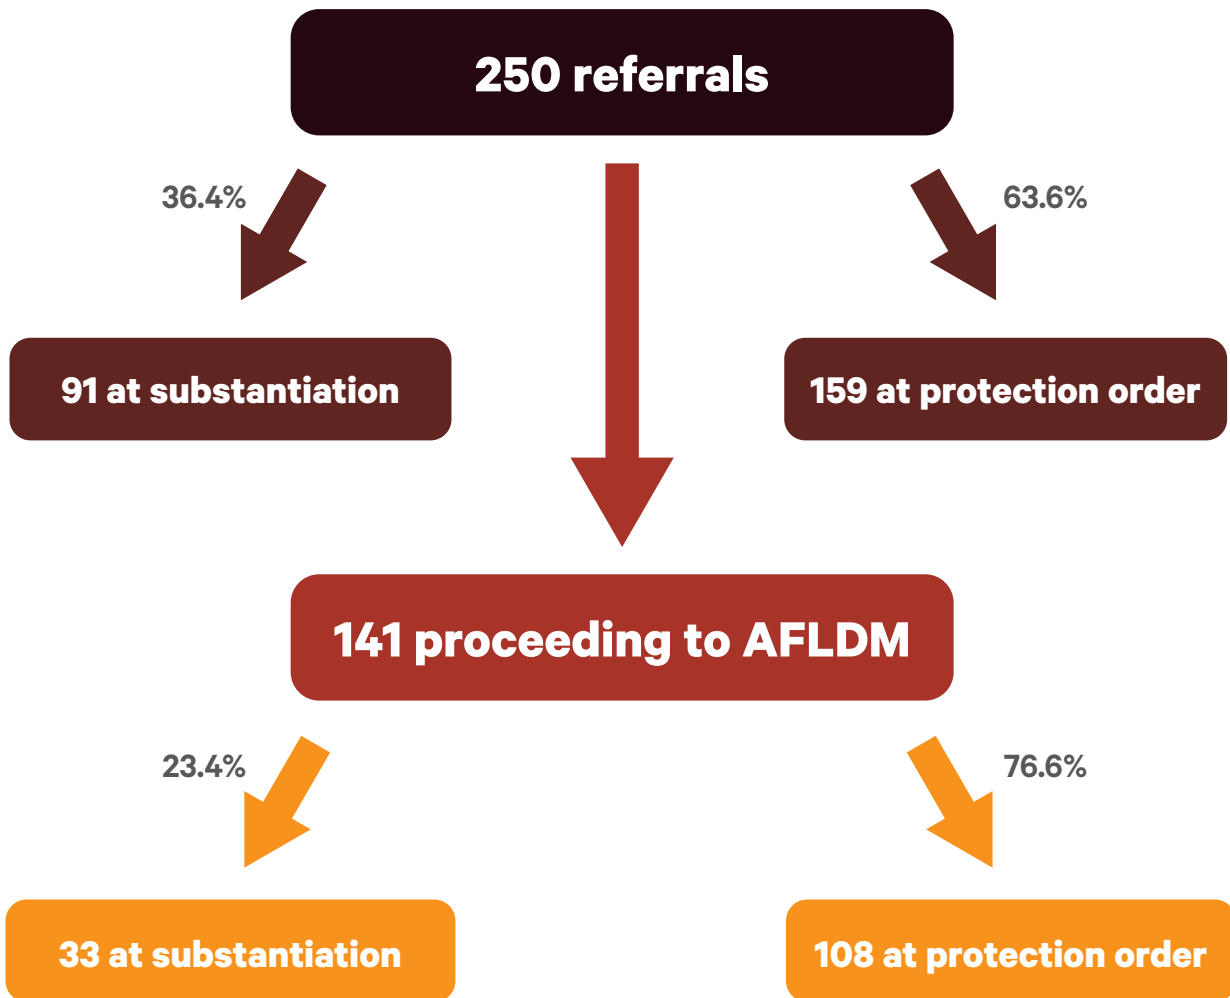 250 referrals
36.4%
63.6%
91 at substantiation
159 at protection order
141 proceeding to AFLDM
23.4%
76.6%
33 at substantiation
108 at protection order